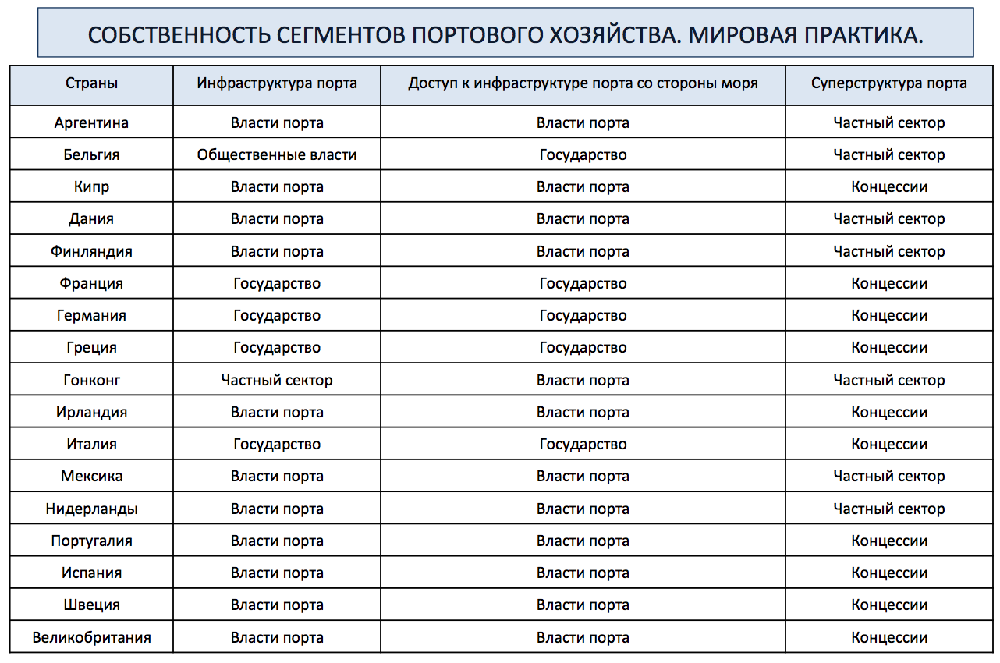 СОБСТВЕННОСТЬ СЕГМЕНТОВ ПОРТОВОГО ХОЗЯЙСТВА. МИРОВАЯ ПРАКТИКА.
Страны Инфраструктура порта Доступ к инфраструктуре порта со стороны моря Суперструктура порта
Аргентина Власти порта Власти порта Частный сектор
Бельгия Общественные власти Государство Частный сектор
Кипр Власти порта Власти порта Концессии
Дания Власти порта Власти порта Частный сектор
Финляндия Власти порта Власти порта Частный сектор
Франция Государство Государство Концессии
Германия Государство Государство Концессии
Греция Государство Государство Концессии
Гонконг Частный сектор Власти порта Частный сектор
Ирландия Власти порта Власти порта Концессии
Италия Государство Государство Концессии
Мексика Власти порта Власти порта Частный сектор
Нидерланды Власти порта Власти порта Частный сектор
Португалия Власти порта Власти порта Концессии
Испания Власти порта Власти порта Концессии
Швеция Власти порта Власти порта Концессии
Великобритания Власти порта Власти порта Концессии